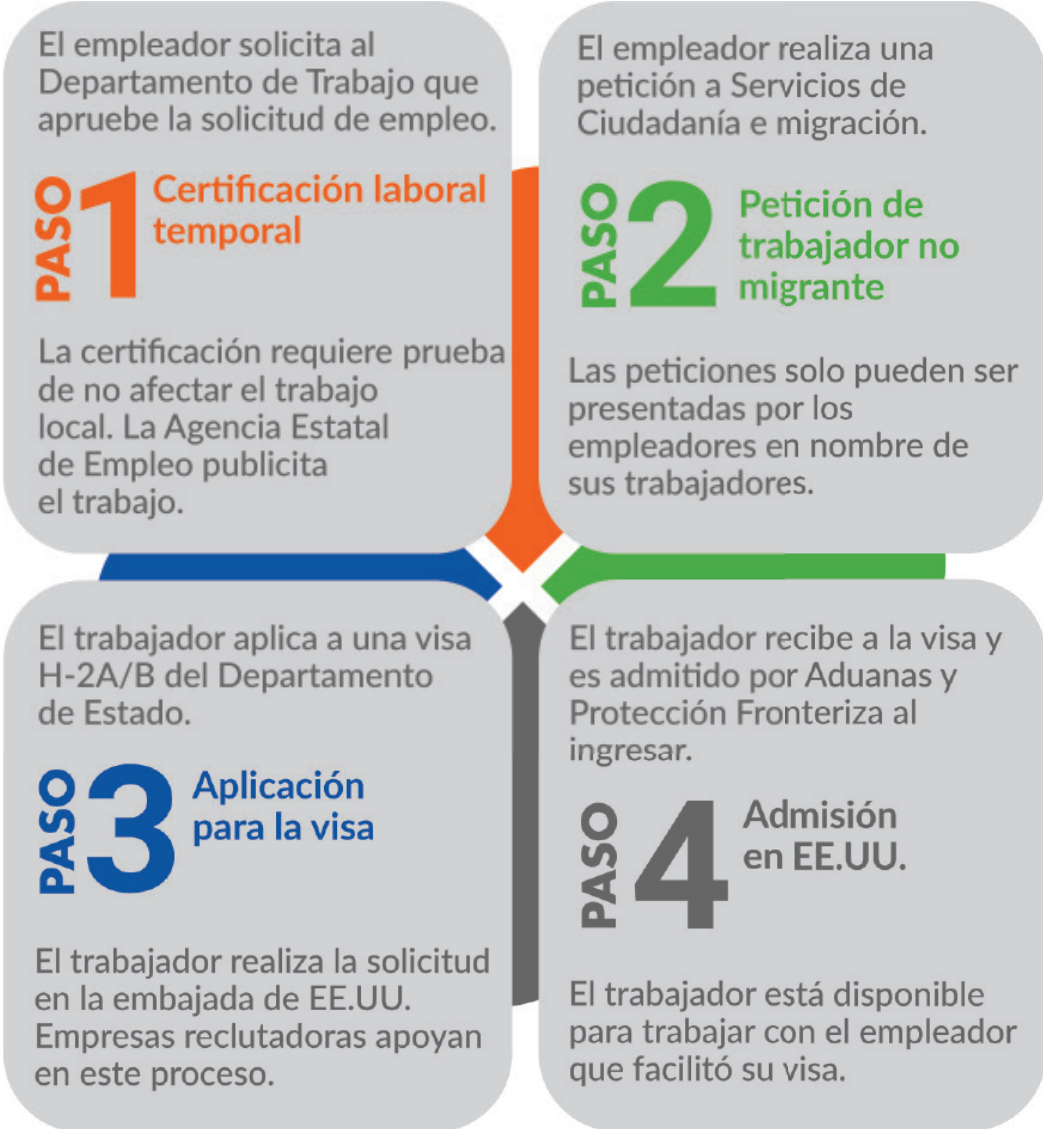 El empleador solicita al
Departamento de Trabajo que
apruebe la solicitud de empleo.
PASO 1 Certificación laboral
temporal
La certificación requiere prueba
de no afectar el trabajo
local. La Agencia Estatal
de Empleo publicita
el trabajo.
El empleador realiza una
petición a Servicios de
Ciudadanía e migración.
PASO 2 Petición de
trabajador no
migrante
Las peticiones solo pueden ser
presentadas por los
empleadores en nombre de
sus trabajadores.
El trabajador aplica a una visa
H-2A/B del Departamento
de Estado.
PASO 3 Aplicación
para la visa
El trabajador realiza la solicitud
en la embajada de EE.UU.
Empresas reclutadoras apoyan
en este proceso.
El trabajador recibe a la visa y
es admitido por Aduanas y
Protección Fronteriza al
ingresar.
PASO 4 Admisión
en EE.UU.
El trabajador está disponible
para trabajar con el empleador
que facilitó su visa.